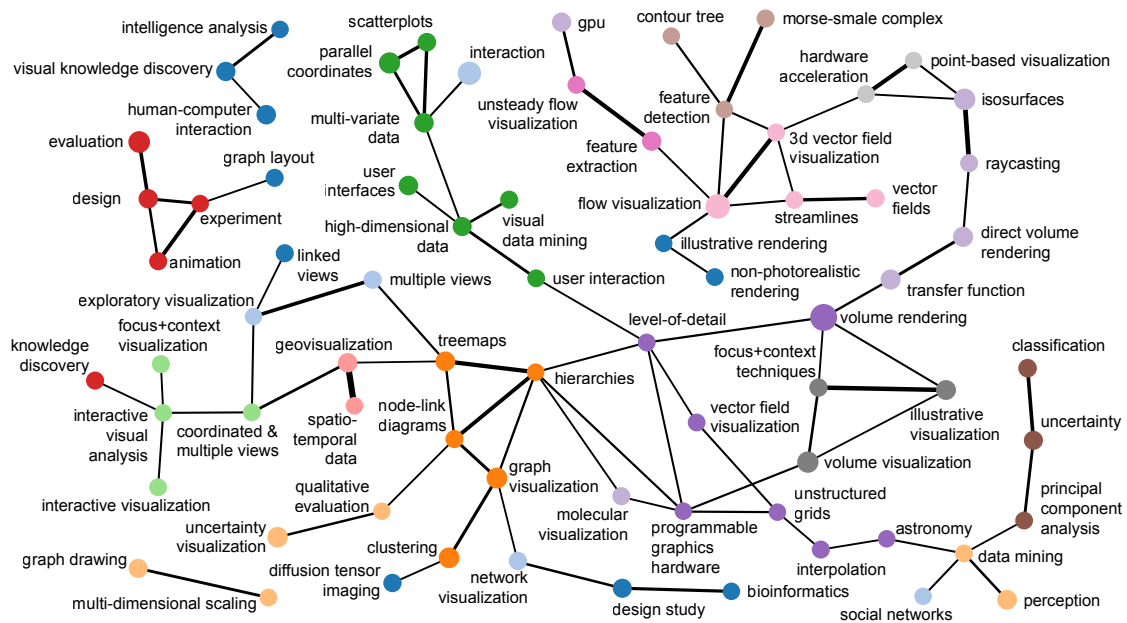 intelligence analysis
visual knowledge discovery
human-computer
interaction
scatterplots
parallel
coordinates
interaction
multi-variate
data
gpu
unsteady flow
visualization
feature
extraction
contour tree
morse-smale complex
hardware
acceleration
point-based visualization
isosurfaces
feature
detection
3d vector field
visualization
raycasting
evaluation
design
graph layout
experiment
animation
user
interfaces
high-dimensional
data
visual
data mining
user interaction
flow visualization
streamlines
vector
fields
illustrative rendering
non-photorealistic
rendering
direct volume
rendering
transfer function
linked
views
multiple views
exploratory visualization
focus+context
visualization
knowledge
discovery
geovisualization
treemaps
hierarchies
level-of-detail
volume rendering
focus+context
techniques
illustrative
visualization
classification
uncertainty
interactive
visual
analysis
coordinated &
multiple views
spatio-
temporal
data
node-link
diagrams
vector field
visualization
volume visualization
interactive visualization
qualitative
evaluation
graph
visualization
molecular
visualization
programmable
graphics
hardware
unstructured
grids
principal
component
analysis
uncertainty
visualization
clustering
interpolation
astronomy
data mining
graph drawing
multi-dimensional scaling
diffusion tensor
imaging
network
visualization
design study
bioinformatics
social networks
perception